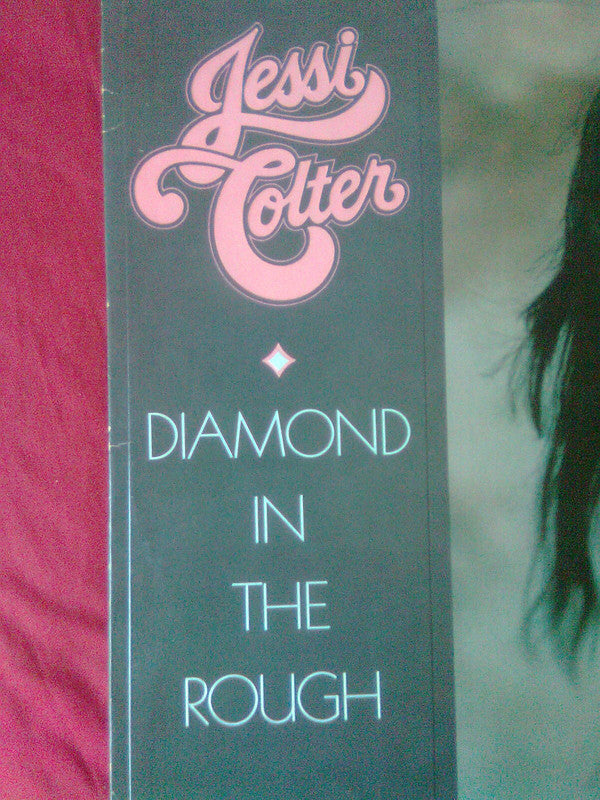 Jessi
Colter
DIAMOND
IN
THE
ROUGH